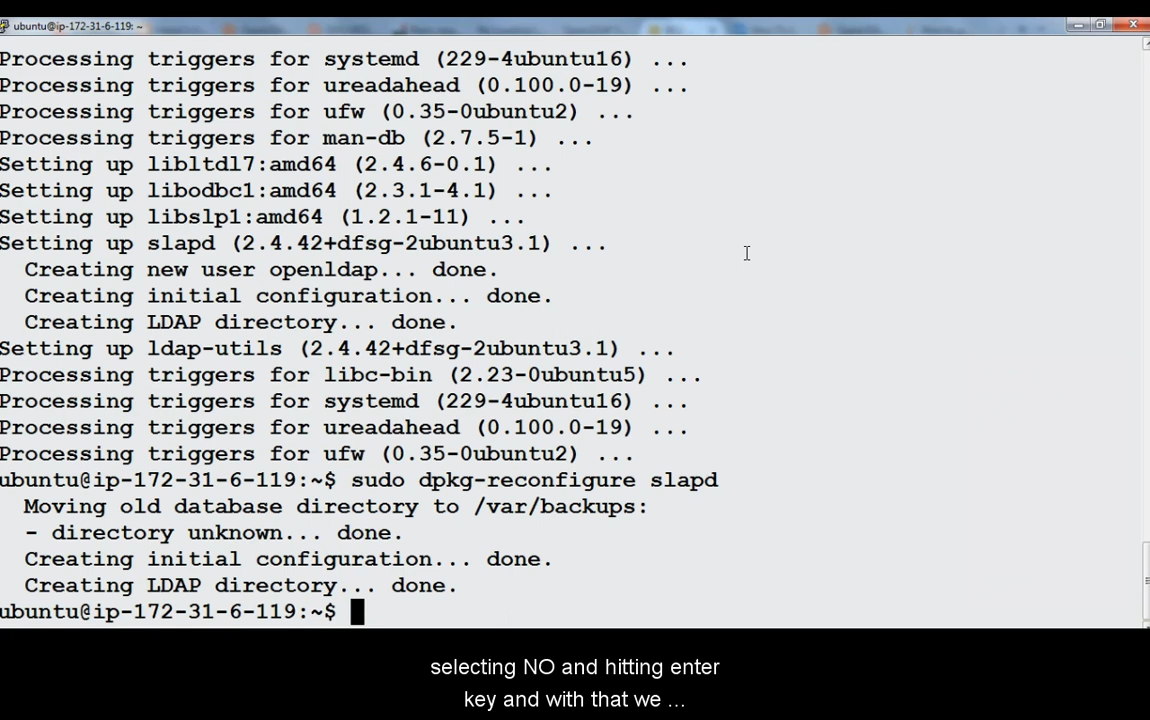 ubuntu@ip-172-31-6-119: ~
Processing triggers for systemd (229-4ubuntu16) ...
Processing triggers for ureadahead (0.100.0-19) ...
Processing triggers for ufw (0.35-0ubuntu2) ...
Processing triggers for man-db (2.7.5-1) ...
Setting up libltdl7:amd64 (2.4.6-0.1) ...
Setting up libodbc1:amd64 (2.3.1-4.1) ...
Setting up libslp1:amd64 (1.2.1-11) ...
Setting up slapd (2.4.42+dfsg-2ubuntu3.1) ...
  Creating new user openldap... done.
  Creating initial configuration... done.
  Creating LDAP directory... done.
Setting up ldap-utils (2.4.42+dfsg-2ubuntu3.1) ...
Processing triggers for libc-bin (2.23-0ubuntu5) ...
Processing triggers for systemd (229-4ubuntu16) ...
Processing triggers for ureadahead (0.100.0-19) ...
Processing triggers for ufw (0.35-0ubuntu2) ...
ubuntu@ip-172-31-6-119:~$ sudo dpkg-reconfigure slapd
  Moving old database directory to /var/backups:
  - directory unknown... done.
  Creating initial configuration... done.
  Creating LDAP directory... done.
ubuntu@ip-172-31-6-119:~$
selecting NO and hitting enter
key and with that we ...